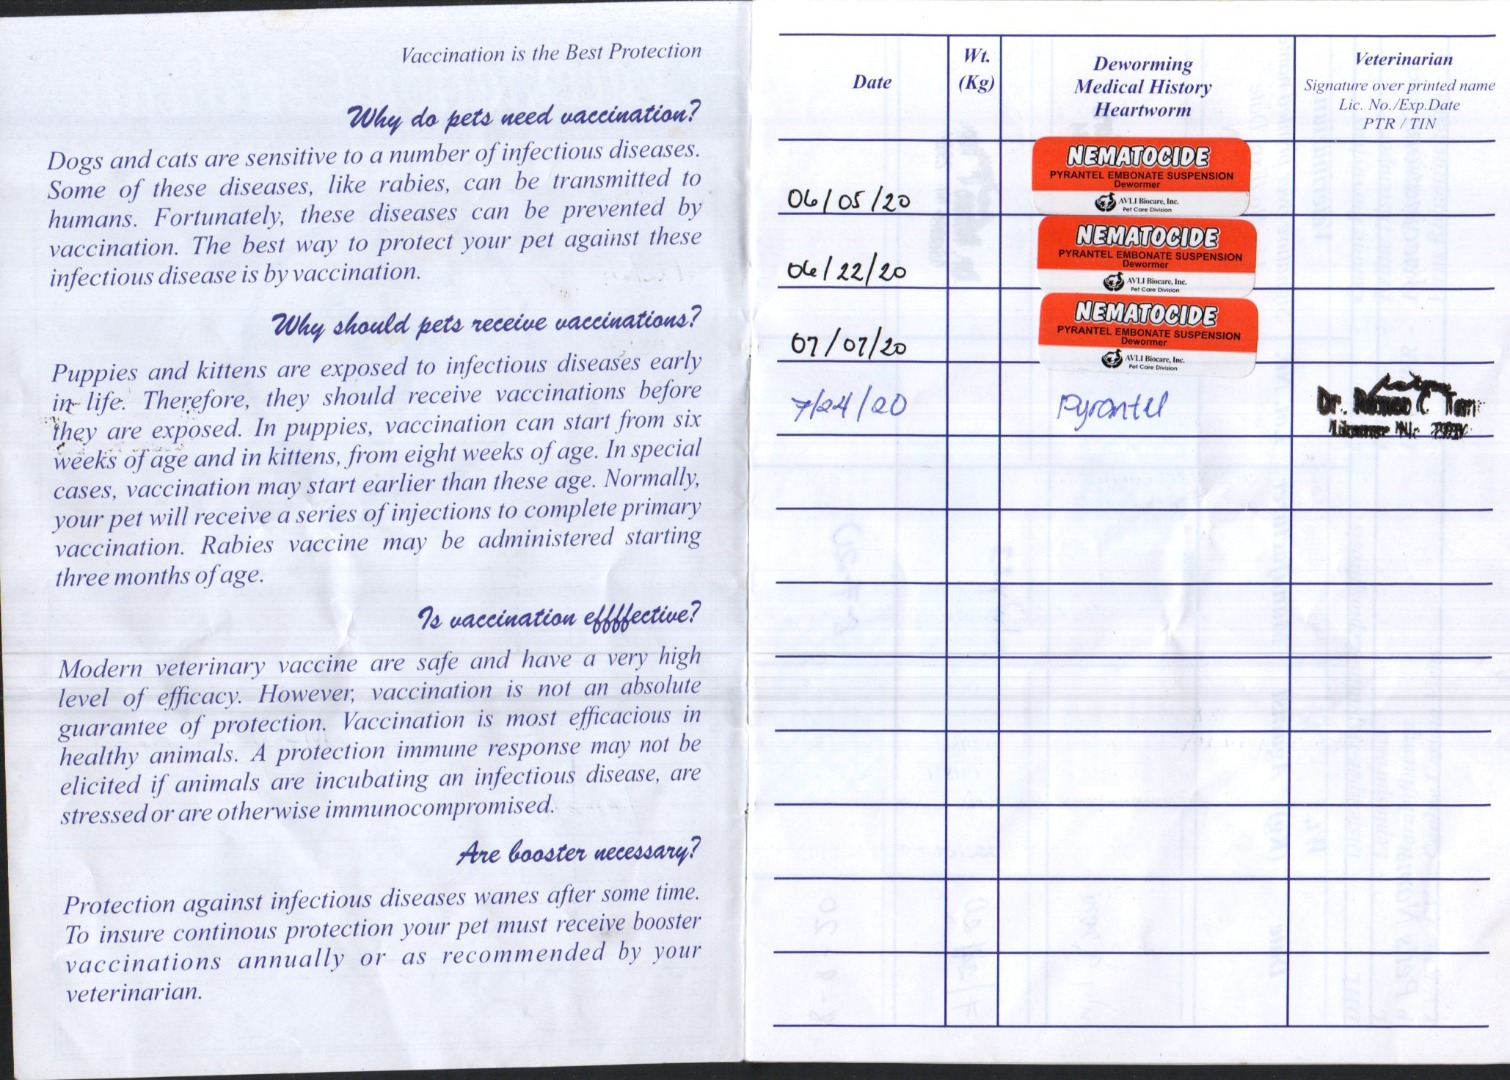 Vaccination is the Best Protection
Why do pets need vaccination?
Dogs and cats are sensitive to a number of infectious diseases.
Some of these diseases, like rabies, can be transmitted to
humans. Fortunately, these diseases can be prevented by
vaccination. The best way to protect your pet against these
infectious disease is by vaccination.
Why should pets receive vaccinations?
Puppies and kittens are exposed to infectious diseases early
in life. Therefore, they should receive vaccinations before
they are exposed. In puppies, vaccination can start from six
weeks of age and in kittens, from eight weeks of age. In special
cases, vaccination may start earlier than these age. Normally,
your pet will receive a series of injections to complete primary
vaccination. Rabies vaccine may be administered starting
three months of age.
Is vaccination effffective?
Modern veterinary vaccine are safe and have a very high
level of efficacy. However, vaccination is not an absolute
guarantee of protection. Vaccination is most efficacious in
healthy animals. A protection immune response may not be
elicited if animals are incubating an infectious disease, are
stressed or are otherwise immunocompromised.
Are booster necessary?
Protection against infectious diseases wanes after some time.
To insure continous protection your pet must receive booster
vaccinations annually or as recommended by your
veterinarian.
Date
Wt.
(Kg)
Deworming
Medical History
Heartworm
Veterinarian
Signature over printed name
Lic. No./Exp.Date
PTR / TIN
06/05/20
NEMATOCIDE
PYRANTEL EMBONATE SUSPENSION
Dewormer
AVLI Biocare, Inc.
Pet Care Division
06/22/20
NEMATOCIDE
PYRANTEL EMBONATE SUSPENSION
Dewormer
AVLI Biocare, Inc.
Pet Care Division
07/07/20
NEMATOCIDE
PYRANTEL EMBONATE SUSPENSION
Dewormer
AVLI Biocare, Inc.
Pet Care Division
7/24/20
Pyrantel
Dr. C. Tan